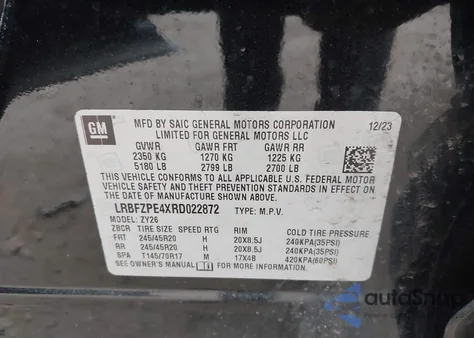 GM
MFD BY SAIC GENERAL MOTORS CORPORATION 12/23
LIMITED FOR GENERAL MOTORS LLC
GVWR GAWR FRT GAWR RR
2350 KG 1270 KG 1225 KG
5180 LB 2799 LB 2700 LB
THIS VEHICLE CONFORMS TO ALL APPLICABLE U.S. FEDERAL MOTOR
VEHICLE SAFETY, BUMPER, AND THEFT PREVENTION STANDARDS IN
EFFECT ON THE DATE OF MANUFACTURE SHOWN ABOVE.
LRBFZPE4XRD022872 TYPE: M.P.V.
MODEL: ZY26
ZBCR TIRE SIZE SPEED RTG RIM COLD TIRE PRESSURE
FRT 245/45R20 H 20X8.5J 240KPA(35PSI)
RR 245/45R20 H 20X8.5J 240KPA(35PSI)
SPA T145/70R17 M 17X4B 420KPA(60PSI)
SEE OWNER'S MANUAL FOR MORE INFORMATION.
autoSnap